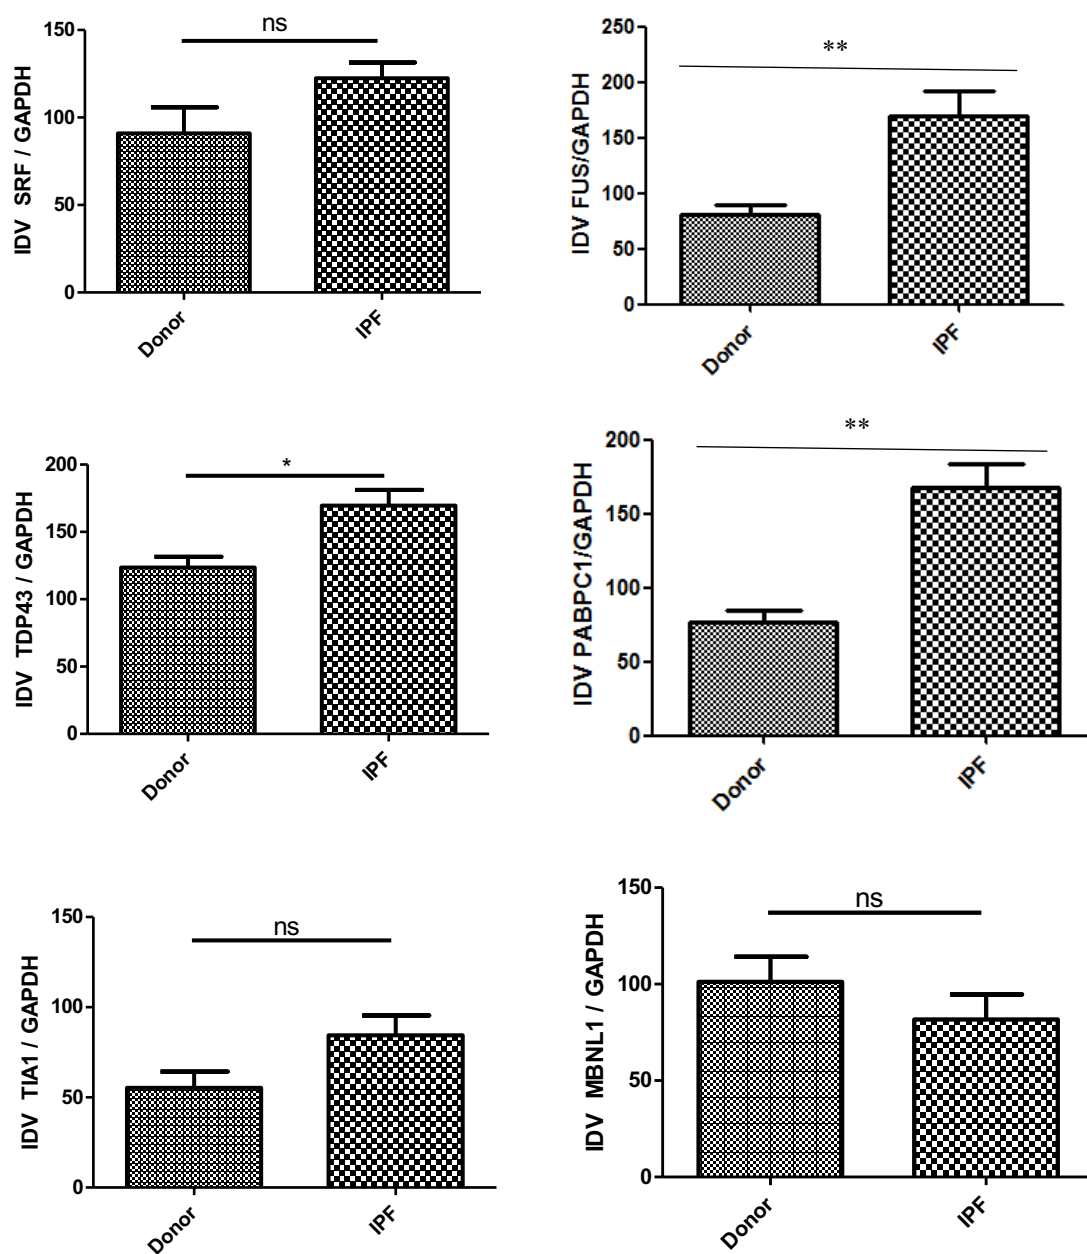 ns
150
100
50
0
IDV SRF / GAPDH
Donor
IPF
**
250
200
150
100
50
0
IDV FUS/GAPDH
Donor
IPF
*
200
150
100
50
0
IDV TDP43 / GAPDH
Donor
IPF
**
200
150
100
50
0
IDV PABPC1/GAPDH
Donor
IPF
ns
150
100
50
0
IDV TIA1 / GAPDH
Donor
IPF
ns
150
100
50
0
IDV MBNL1 / GAPDH
Donor
IPF